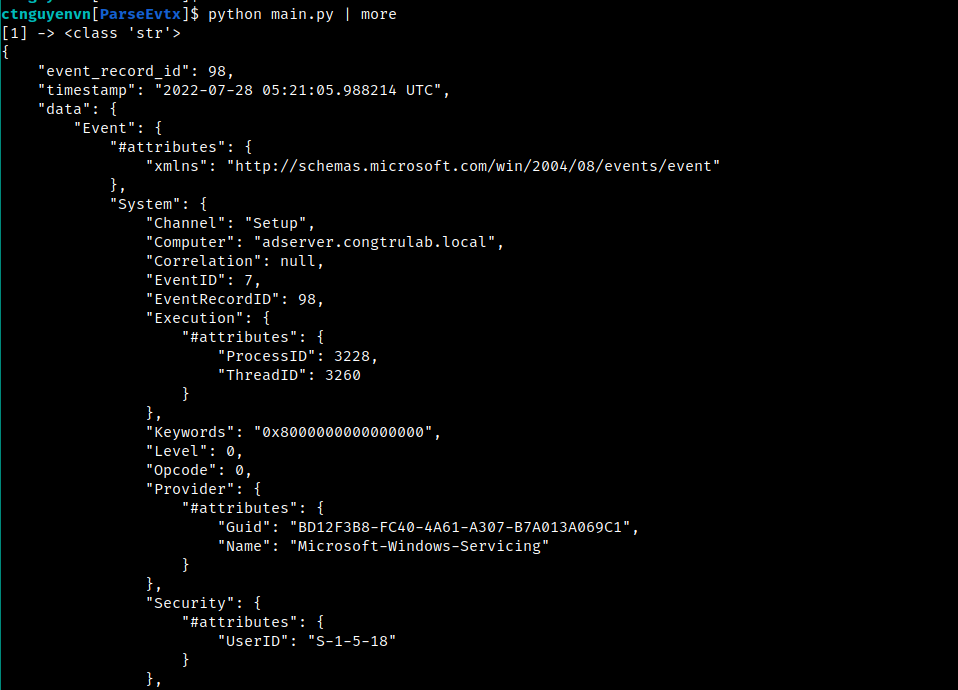 ctnguyenvn[ParseEvtx]$ python main.py | more
[1] -> <class 'str'>
{
    "event_record_id": 98,
    "timestamp": "2022-07-28 05:21:05.988214 UTC",
    "data": {
        "Event": {
            "#attributes": {
                "xmlns": "http://schemas.microsoft.com/win/2004/08/events/event"
            },
            "System": {
                "Channel": "Setup",
                "Computer": "adserver.congtrulab.local",
                "Correlation": null,
                "EventID": 7,
                "EventRecordID": 98,
                "Execution": {
                    "#attributes": {
                        "ProcessID": 3228,
                        "ThreadID": 3260
                    }
                },
                "Keywords": "0x8000000000000000",
                "Level": 0,
                "Opcode": 0,
                "Provider": {
                    "#attributes": {
                        "Guid": "BD12F3B8-FC40-4A61-A307-B7A013A069C1",
                        "Name": "Microsoft-Windows-Servicing"
                    }
                },
                "Security": {
                    "#attributes": {
                        "UserID": "S-1-5-18"
                    }
                },